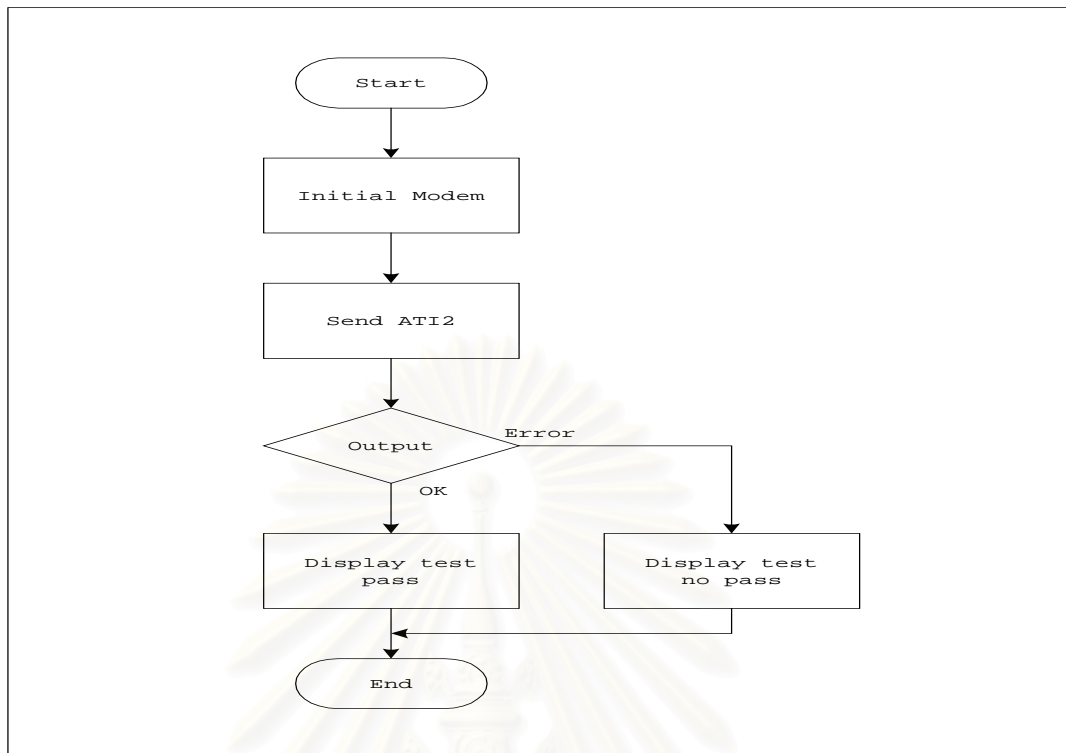 Start
Initial Modem
Send ATI2
Output
Error
OK
Display test
pass
Display test
no pass
End